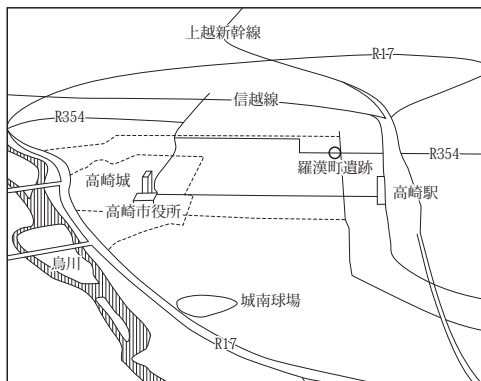 上越新幹線
R17
信越線
R354
R354
羅漢町遺跡
高崎城
高崎駅
高崎市役所
烏川
城南球場
R17